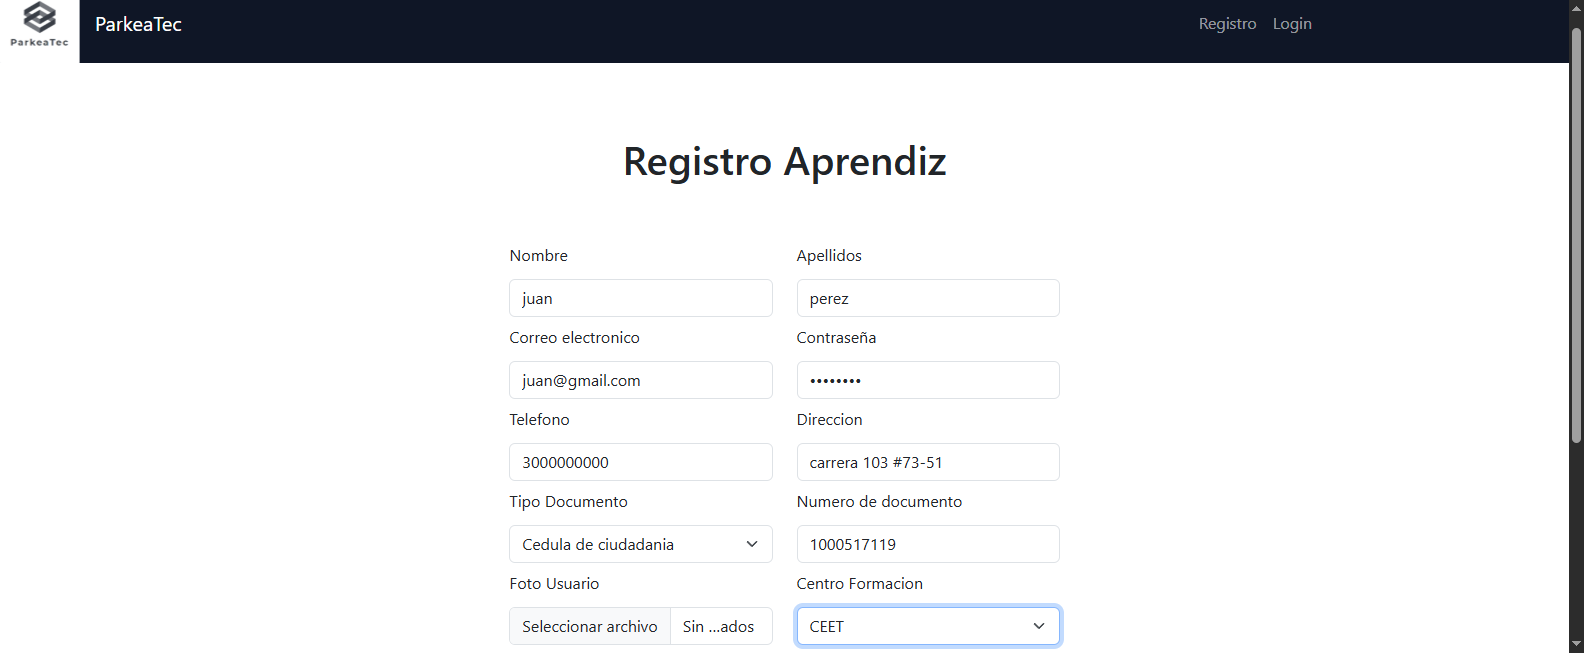 ParkeaTec
ParkeaTec
Registro Login
Registro Aprendiz
Nombre
Apellidos
juan
perez
Correo electronico
Contraseña
juan@gmail.com
••••••••
Telefono
Direccion
3000000000
carrera 103 #73-51
Tipo Documento
Numero de documento
Cedula de ciudadania
1000517119
Foto Usuario
Centro Formacion
Seleccionar archivo Sin ...ados
CEET